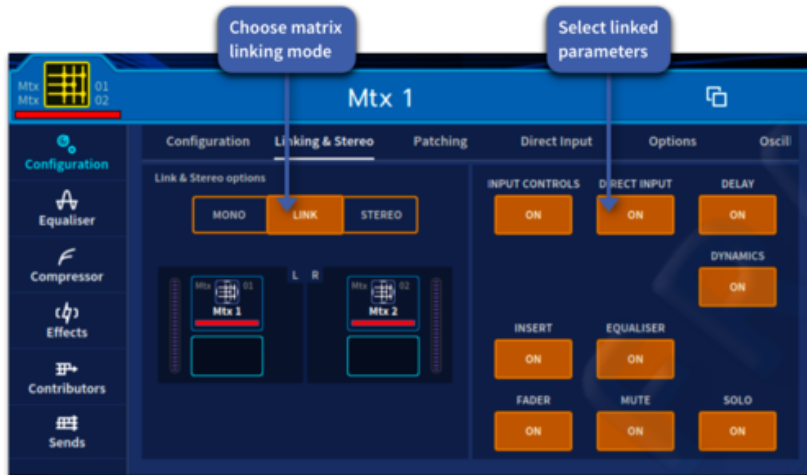 Choose matrix
linking mode
Select linked
parameters
Mtx 01
Mtx 02
Mtx 1
Configuration
Equaliser
Compressor
Effects
Contributors
Sends
Configuration Linking & Stereo Patching Direct Input Options Oscill
Link & Stereo options
MONO LINK STEREO
L R
Mtx 01
Mtx 1
Mtx 02
Mtx 2
INPUT CONTROLS DIRECT INPUT DELAY
ON ON ON
DYNAMICS
ON
INSERT EQUALISER
ON ON
FADER MUTE SOLO
ON ON ON